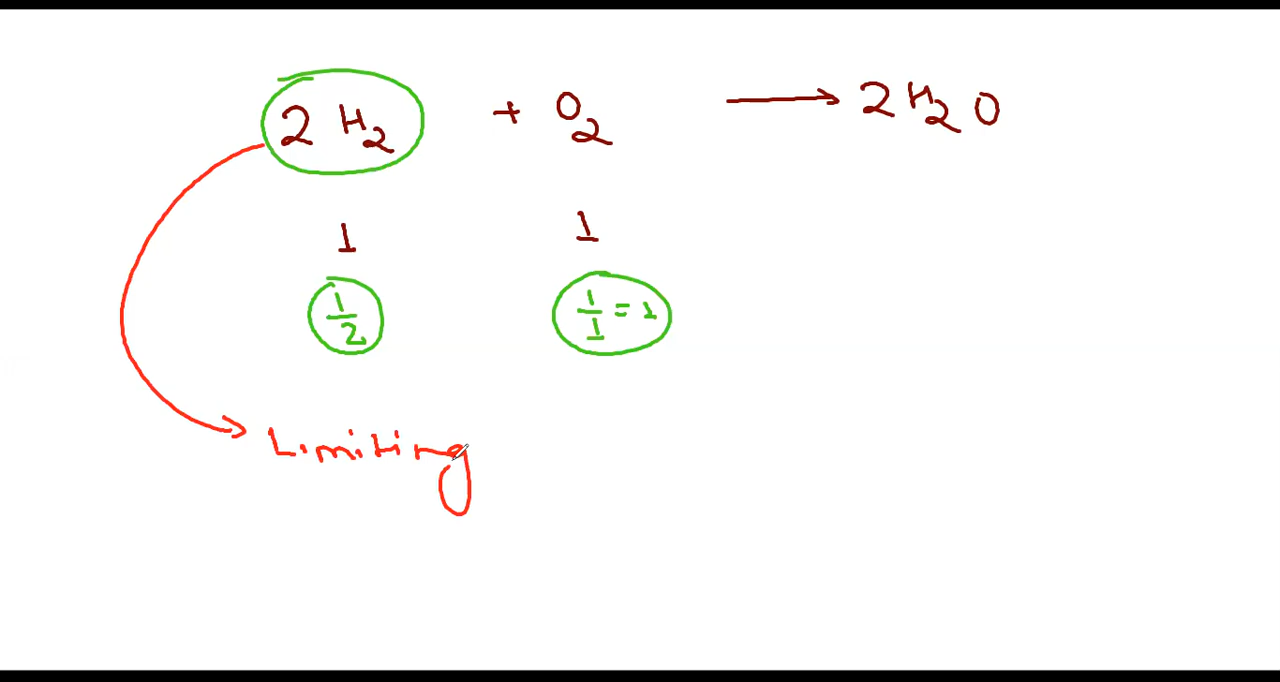 2 H₂ + O₂ ⟶ 2 H₂O
1 1
1/2 1/1 = 1
Limiting